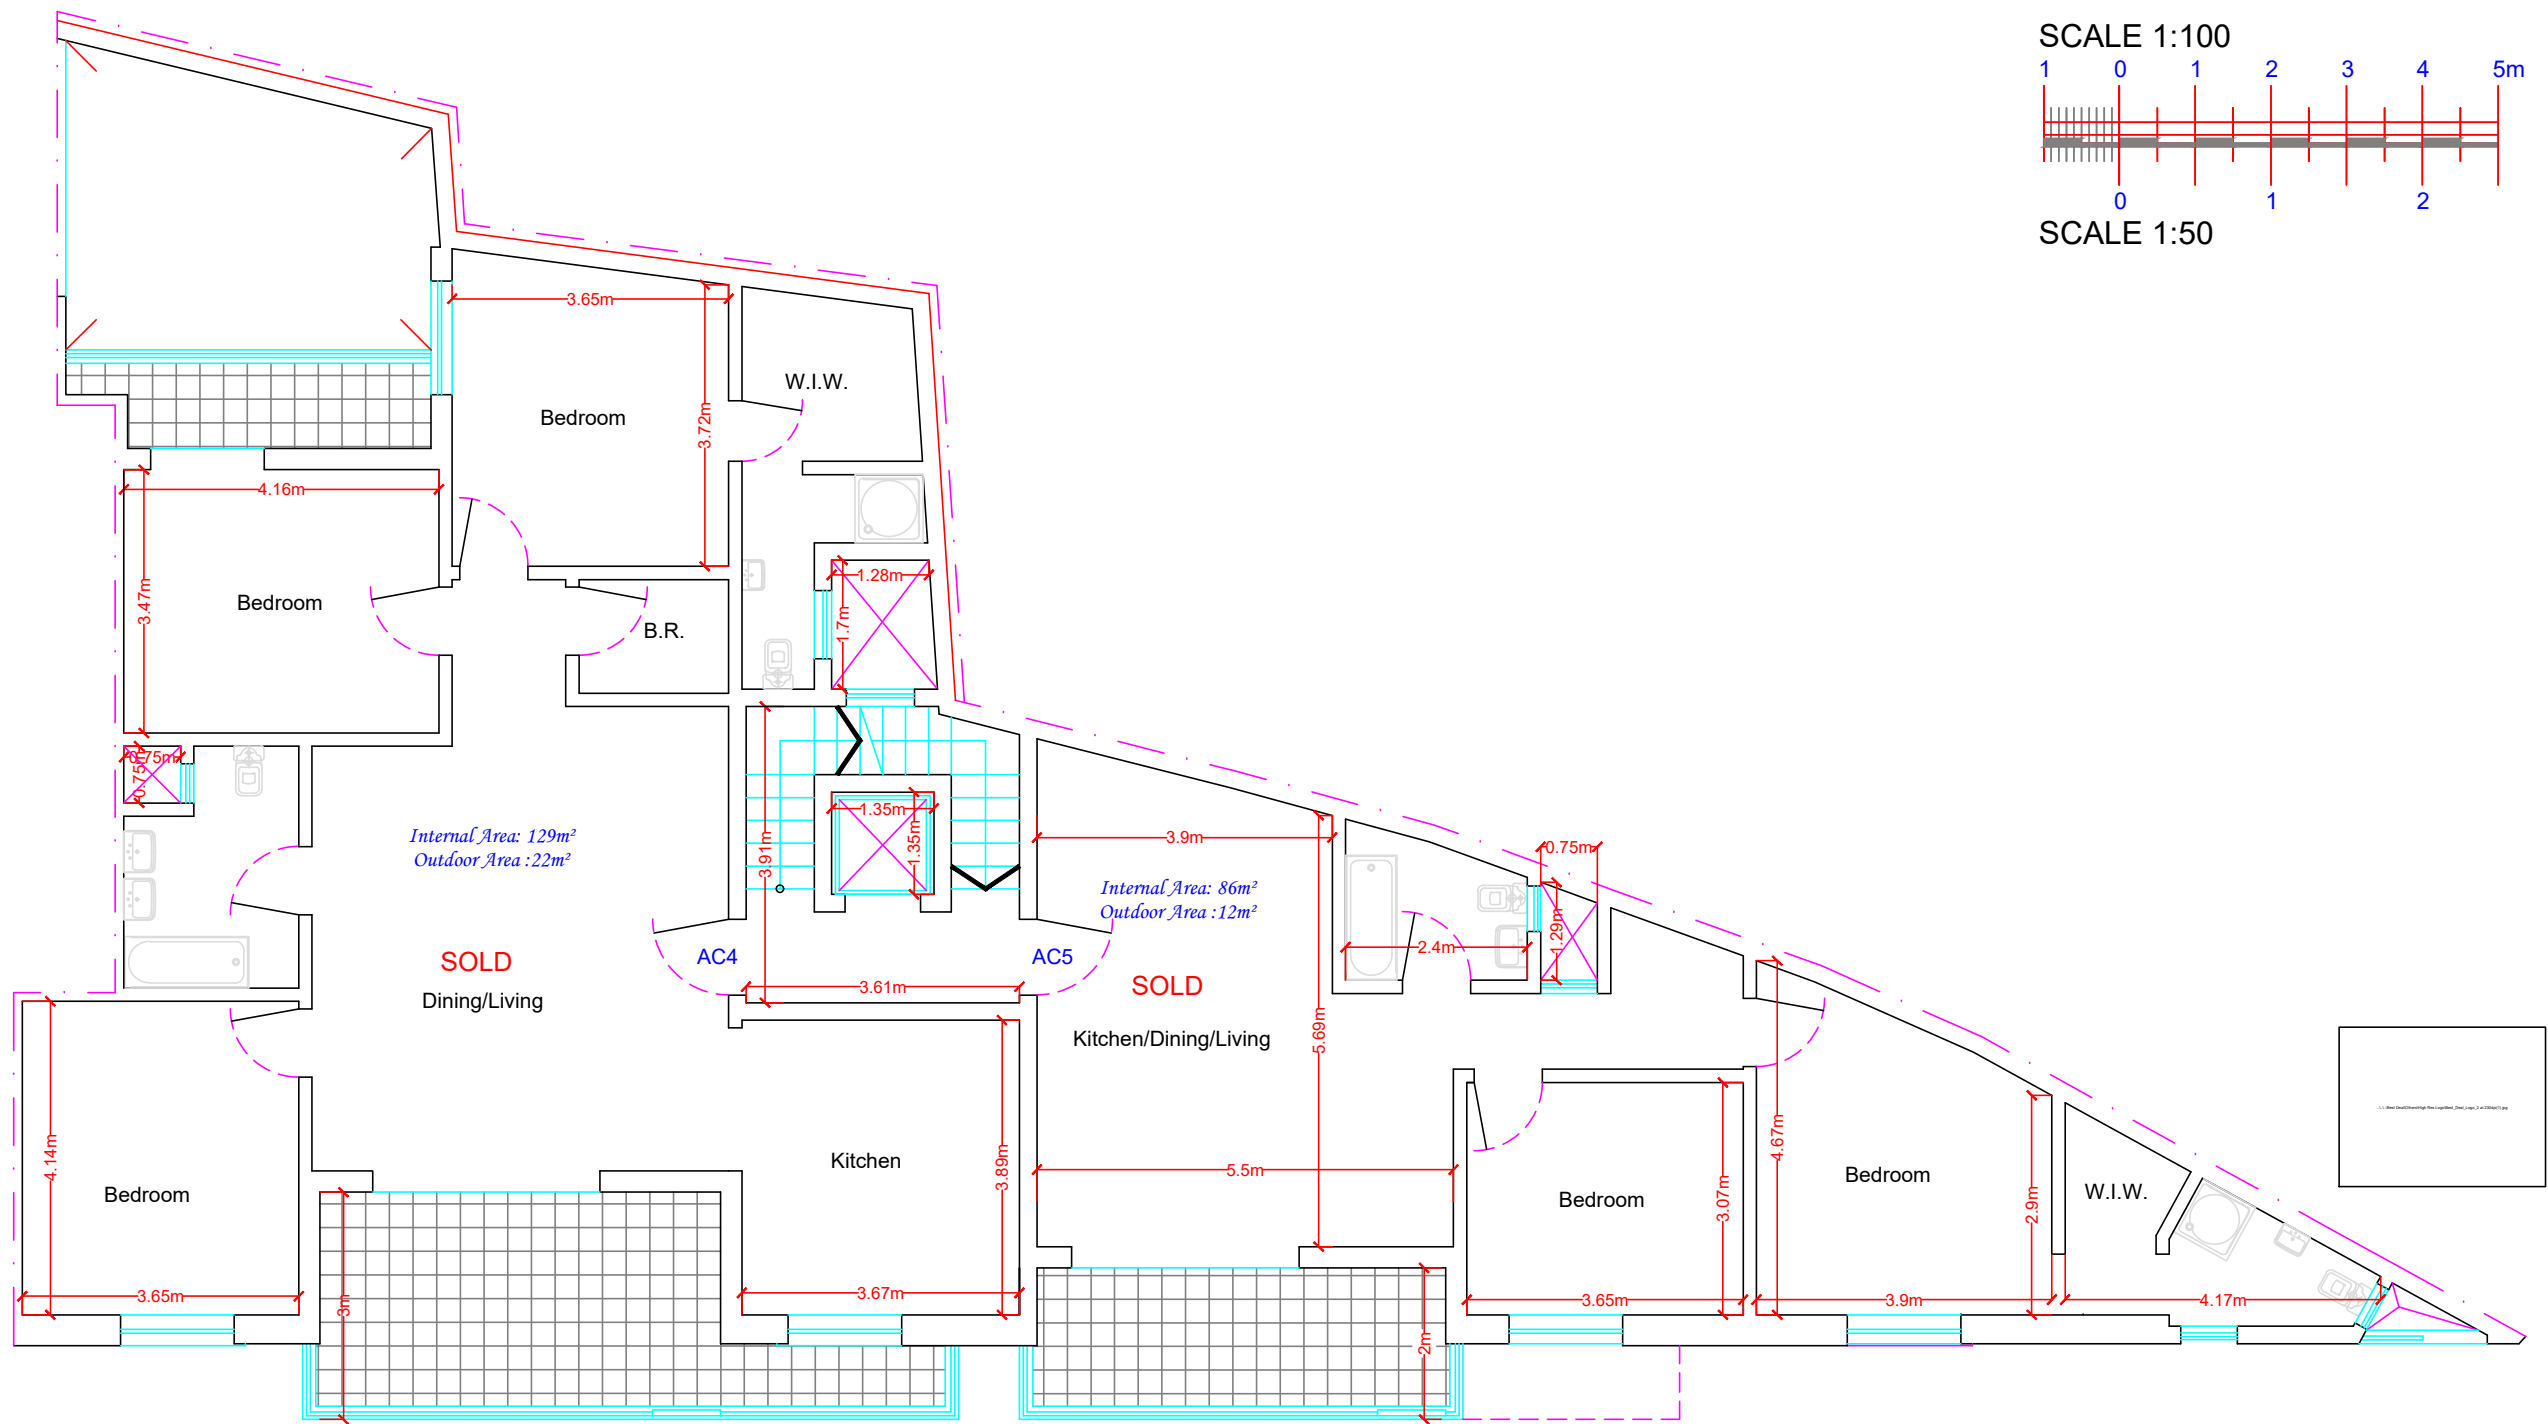 SCALE 1:100
1 0 1 2 3 4 5m
0 1 2
SCALE 1:50
3.65m
W.I.W.
3.72m
Bedroom
4.16m
1.28m
3.47m
Bedroom
1.7m
B.R.
0.75m
0.75m
1.35m
1.35m
3.91m
Internal Area: 129m²
Outdoor Area :22m²
3.9m
0.75m
Internal Area: 86m²
Outdoor Area :12m²
1.29m
2.4m
SOLD
AC4
AC5
SOLD
3.61m
Dining/Living
5.69m
Kitchen/Dining/Living
4.14m
Kitchen
3.89m
5.5m
4.67m
Bedroom
Bedroom
Bedroom
3.07m
2.9m
W.I.W.
3.65m
3m
3.67m
2m
3.65m
3.9m
4.17m